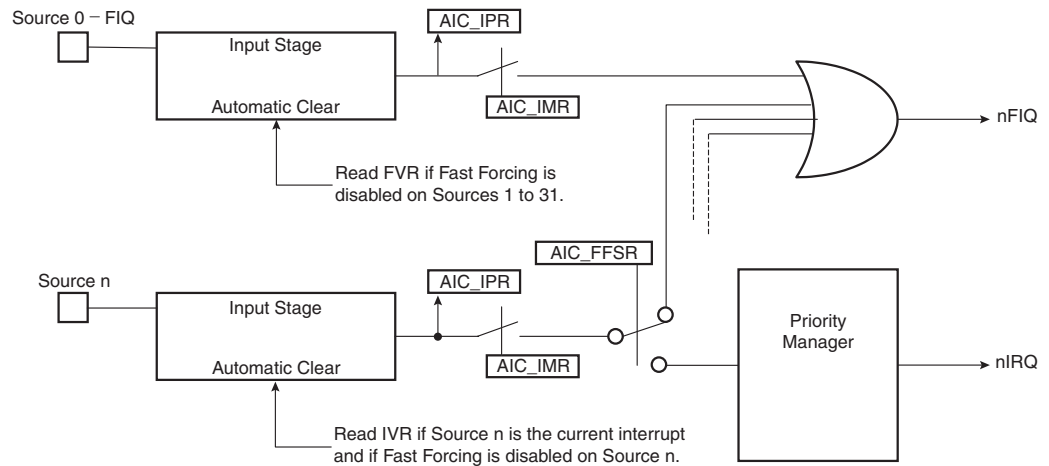 Source 0 – FIQ
AIC_IPR
Input Stage
Automatic Clear
AIC_IMR
nFIQ
Read FVR if Fast Forcing is
disabled on Sources 1 to 31.
AIC_FFSR
Source n
AIC_IPR
Input Stage
Priority
Manager
Automatic Clear
AIC_IMR
nIRQ
Read IVR if Source n is the current interrupt
and if Fast Forcing is disabled on Source n.